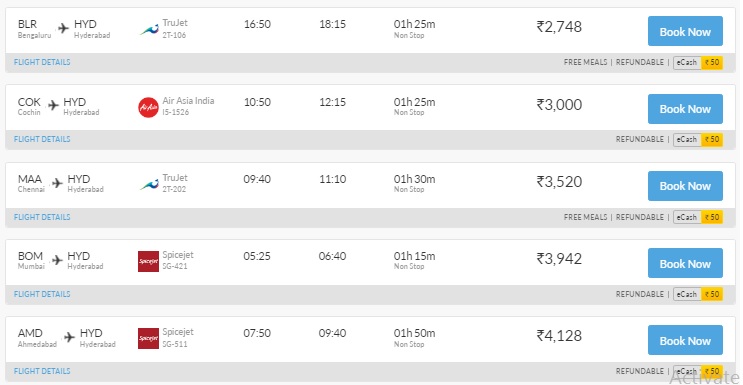 BLR HYD TruJet 16:50 18:15 01h 25m ₹2,748 Book Now
Bengaluru Hyderabad 2T-106 Non Stop
FLIGHT DETAILS FREE MEALS | REFUNDABLE | eCash ₹ 50
COK HYD Air Asia India 10:50 12:15 01h 25m ₹3,000 Book Now
Cochin Hyderabad AirAsia I5-1526 Non Stop
FLIGHT DETAILS REFUNDABLE | eCash ₹ 50
MAA HYD TruJet 09:40 11:10 01h 30m ₹3,520 Book Now
Chennai Hyderabad 2T-202 Non Stop
FLIGHT DETAILS FREE MEALS | REFUNDABLE | eCash ₹ 50
BOM HYD Spicejet 05:25 06:40 01h 15m ₹3,942 Book Now
Mumbai Hyderabad Spicejet SG-421 Non Stop
FLIGHT DETAILS REFUNDABLE | eCash ₹ 50
AMD HYD Spicejet 07:50 09:40 01h 50m ₹4,128 Book Now
Ahmedabad Hyderabad Spicejet SG-511 Non Stop
FLIGHT DETAILS REFUNDABLE | eCash ₹ 50
Activate